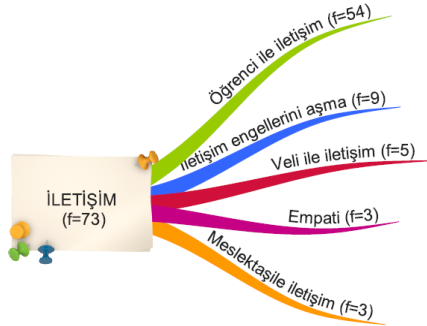 Öğrenci ile iletişim (f=54)
İletişim engellerini aşma (f=9)
Veli ile iletişim (f=5)
İLETİŞİM
(f=73)
Empati (f=3)
Meslektaşile iletişim (f=3)